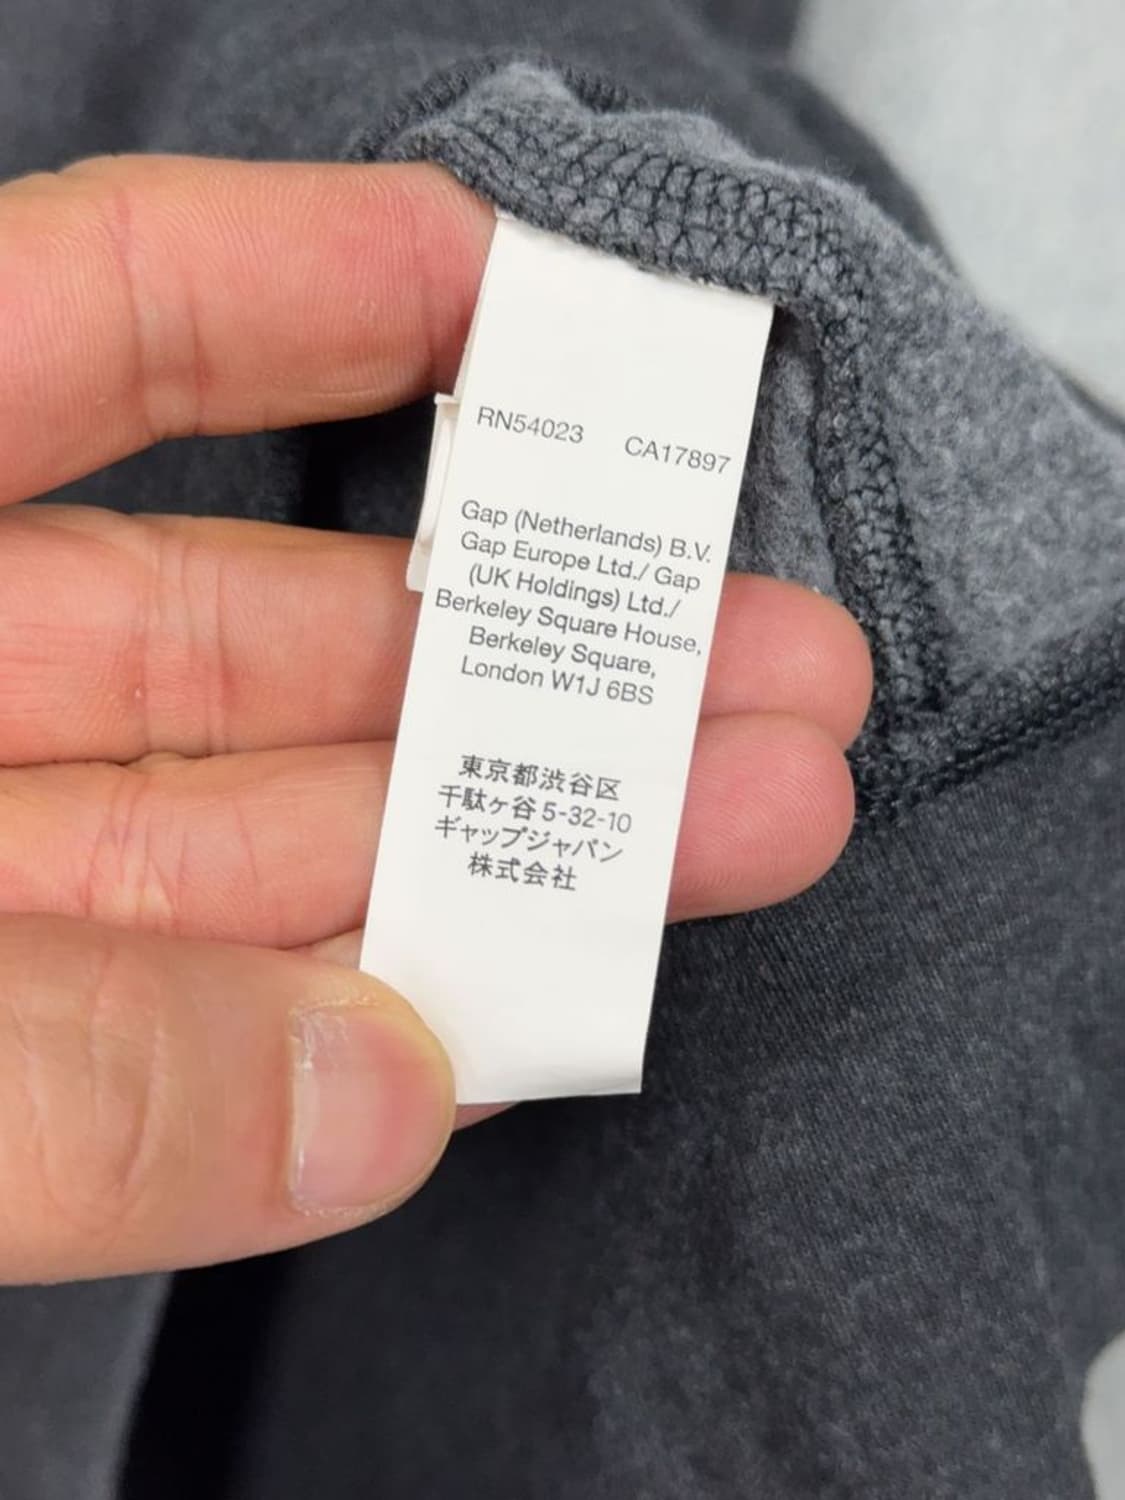 RN54023 CA17897
Gap (Netherlands) B.V.
Gap Europe Ltd./ Gap
(UK Holdings) Ltd./
Berkeley Square House,
Berkeley Square,
London W1J 6BS
東京都渋谷区
千駄ヶ谷5-32-10
ギャップジャパン
株式会社